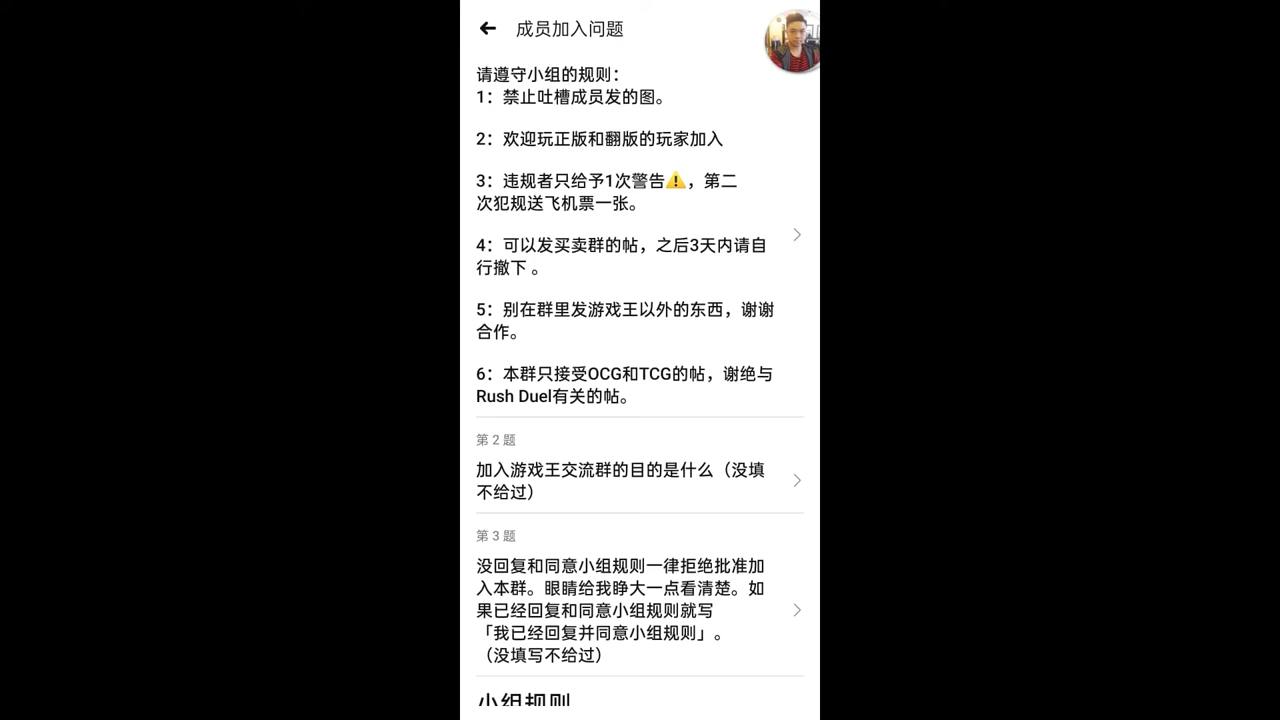 成员加入问题
请遵守小组的规则：
1：禁止吐槽成员发的图。
2：欢迎玩正版和翻版的玩家加入
3：违规者只给予1次警告⚠️，第二
次犯规送飞机票一张。
4：可以发买卖群的帖，之后3天内请自
行撤下 。
5：别在群里发游戏王以外的东西，谢谢
合作。
6：本群只接受OCG和TCG的帖，谢绝与
Rush Duel有关的帖。
第 2 题
加入游戏王交流群的目的是什么（没填
不给过）
第 3 题
没回复和同意小组规则一律拒绝批准加
入本群。眼睛给我睁大一点看清楚。如
果已经回复和同意小组规则就写
「我已经回复并同意小组规则」。
（没填写不给过）
小组规则